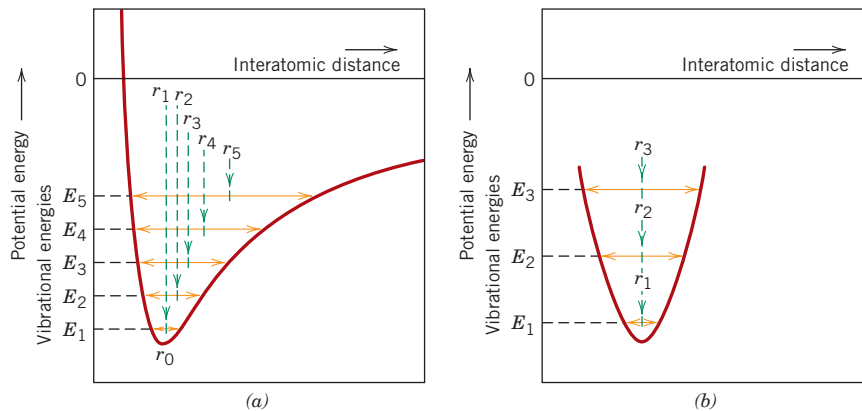 Interatomic distance
0
r1
r2
r3
r4
r5
E5
E4
E3
E2
E1
r0
Potential energy
Vibrational energies
(a)
Interatomic distance
0
r3
E3
r2
E2
r1
E1
Potential energy
Vibrational energies
(b)